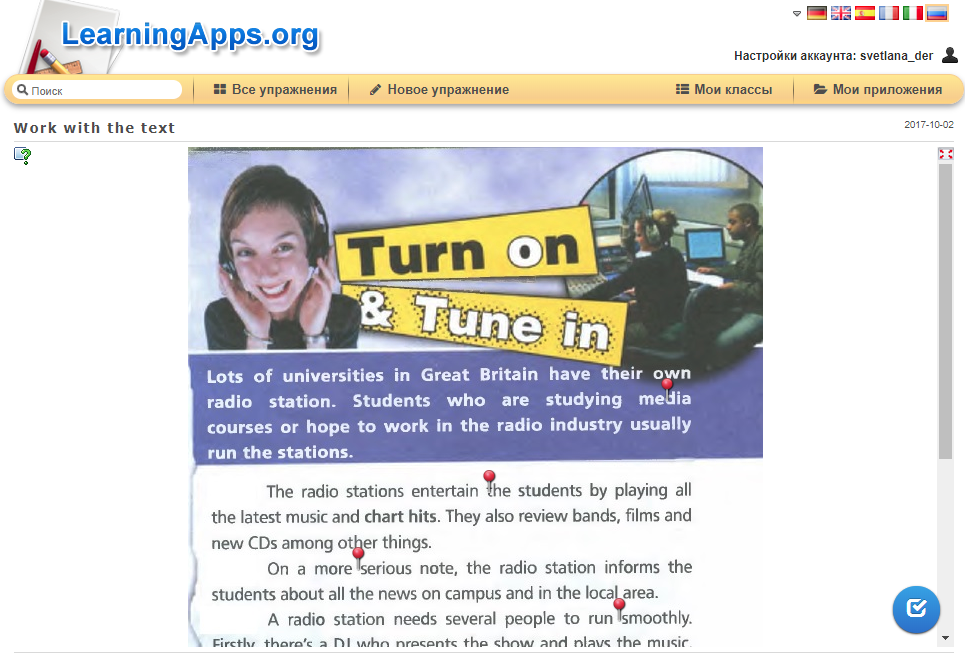 LearningApps.org
Настройки аккаунта: svetlana_der
Поиск
Все упражнения
Новое упражнение
Мои классы
Мои приложения
Work with the text
2017-10-02
Turn on
& Tune in
Lots of universities in Great Britain have their own
radio station. Students who are studying media
courses or hope to work in the radio industry usually
run the stations.
The radio stations entertain the students by playing all
the latest music and chart hits. They also review bands, films and
new CDs among other things.
On a more serious note, the radio station informs the
students about all the news on campus and in the local area.
A radio station needs several people to run smoothly.
Firstly, there's a DJ who presents the show and plays the music.